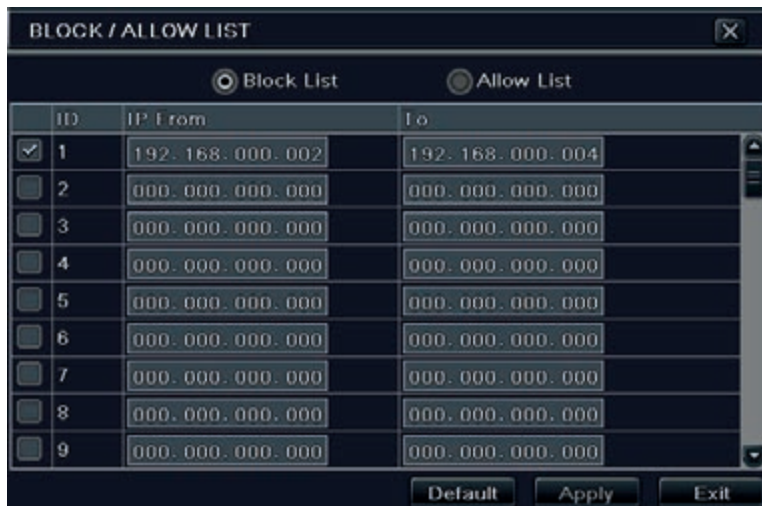 BLOCK / ALLOW LIST
Block List Allow List
ID IP From To
1 192. 168. 000. 002 192. 168. 000. 004
2 000. 000. 000. 000 000. 000. 000. 000
3 000. 000. 000. 000 000. 000. 000. 000
4 000. 000. 000. 000 000. 000. 000. 000
5 000. 000. 000. 000 000. 000. 000. 000
6 000. 000. 000. 000 000. 000. 000. 000
7 000. 000. 000. 000 000. 000. 000. 000
8 000. 000. 000. 000 000. 000. 000. 000
9 000. 000. 000. 000 000. 000. 000. 000
Default Apply Exit